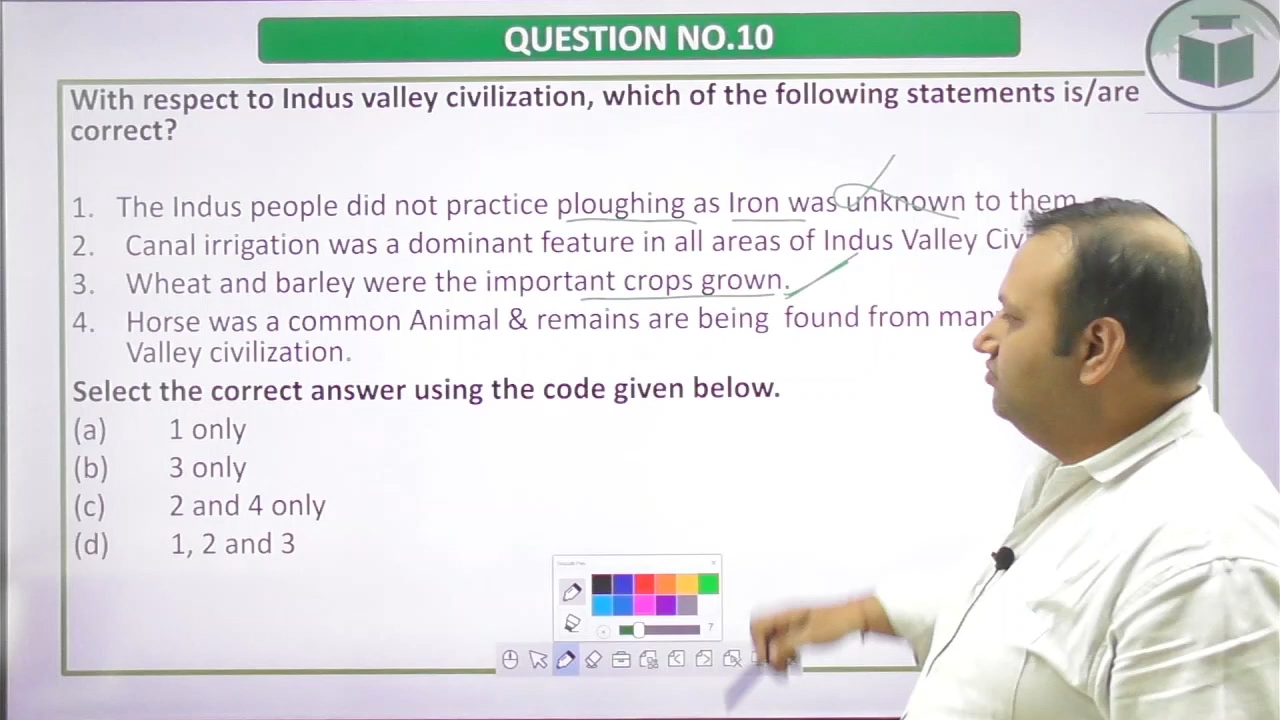 QUESTION NO.10
With respect to Indus valley civilization, which of the following statements is/are
correct?
1. The Indus people did not practice ploughing as Iron was unknown to them
2. Canal irrigation was a dominant feature in all areas of Indus Valley
3. Wheat and barley were the important crops grown.
4. Horse was a common Animal & remains are being found from
Valley civilization.
Select the correct answer using the code given below.
(a) 1 only
(b) 3 only
(c) 2 and 4 only
(d) 1, 2 and 3
7